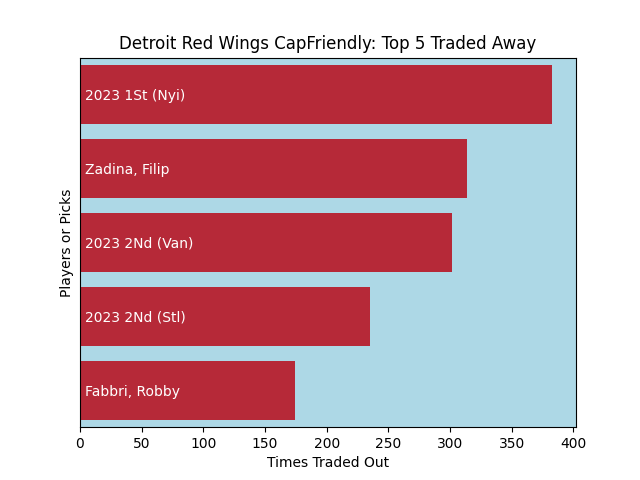 Detroit Red Wings CapFriendly: Top 5 Traded Away
Players or Picks
2023 1St (Nyi)
Zadina, Filip
2023 2Nd (Van)
2023 2Nd (Stl)
Fabbri, Robby
0 50 100 150 200 250 300 350 400
Times Traded Out